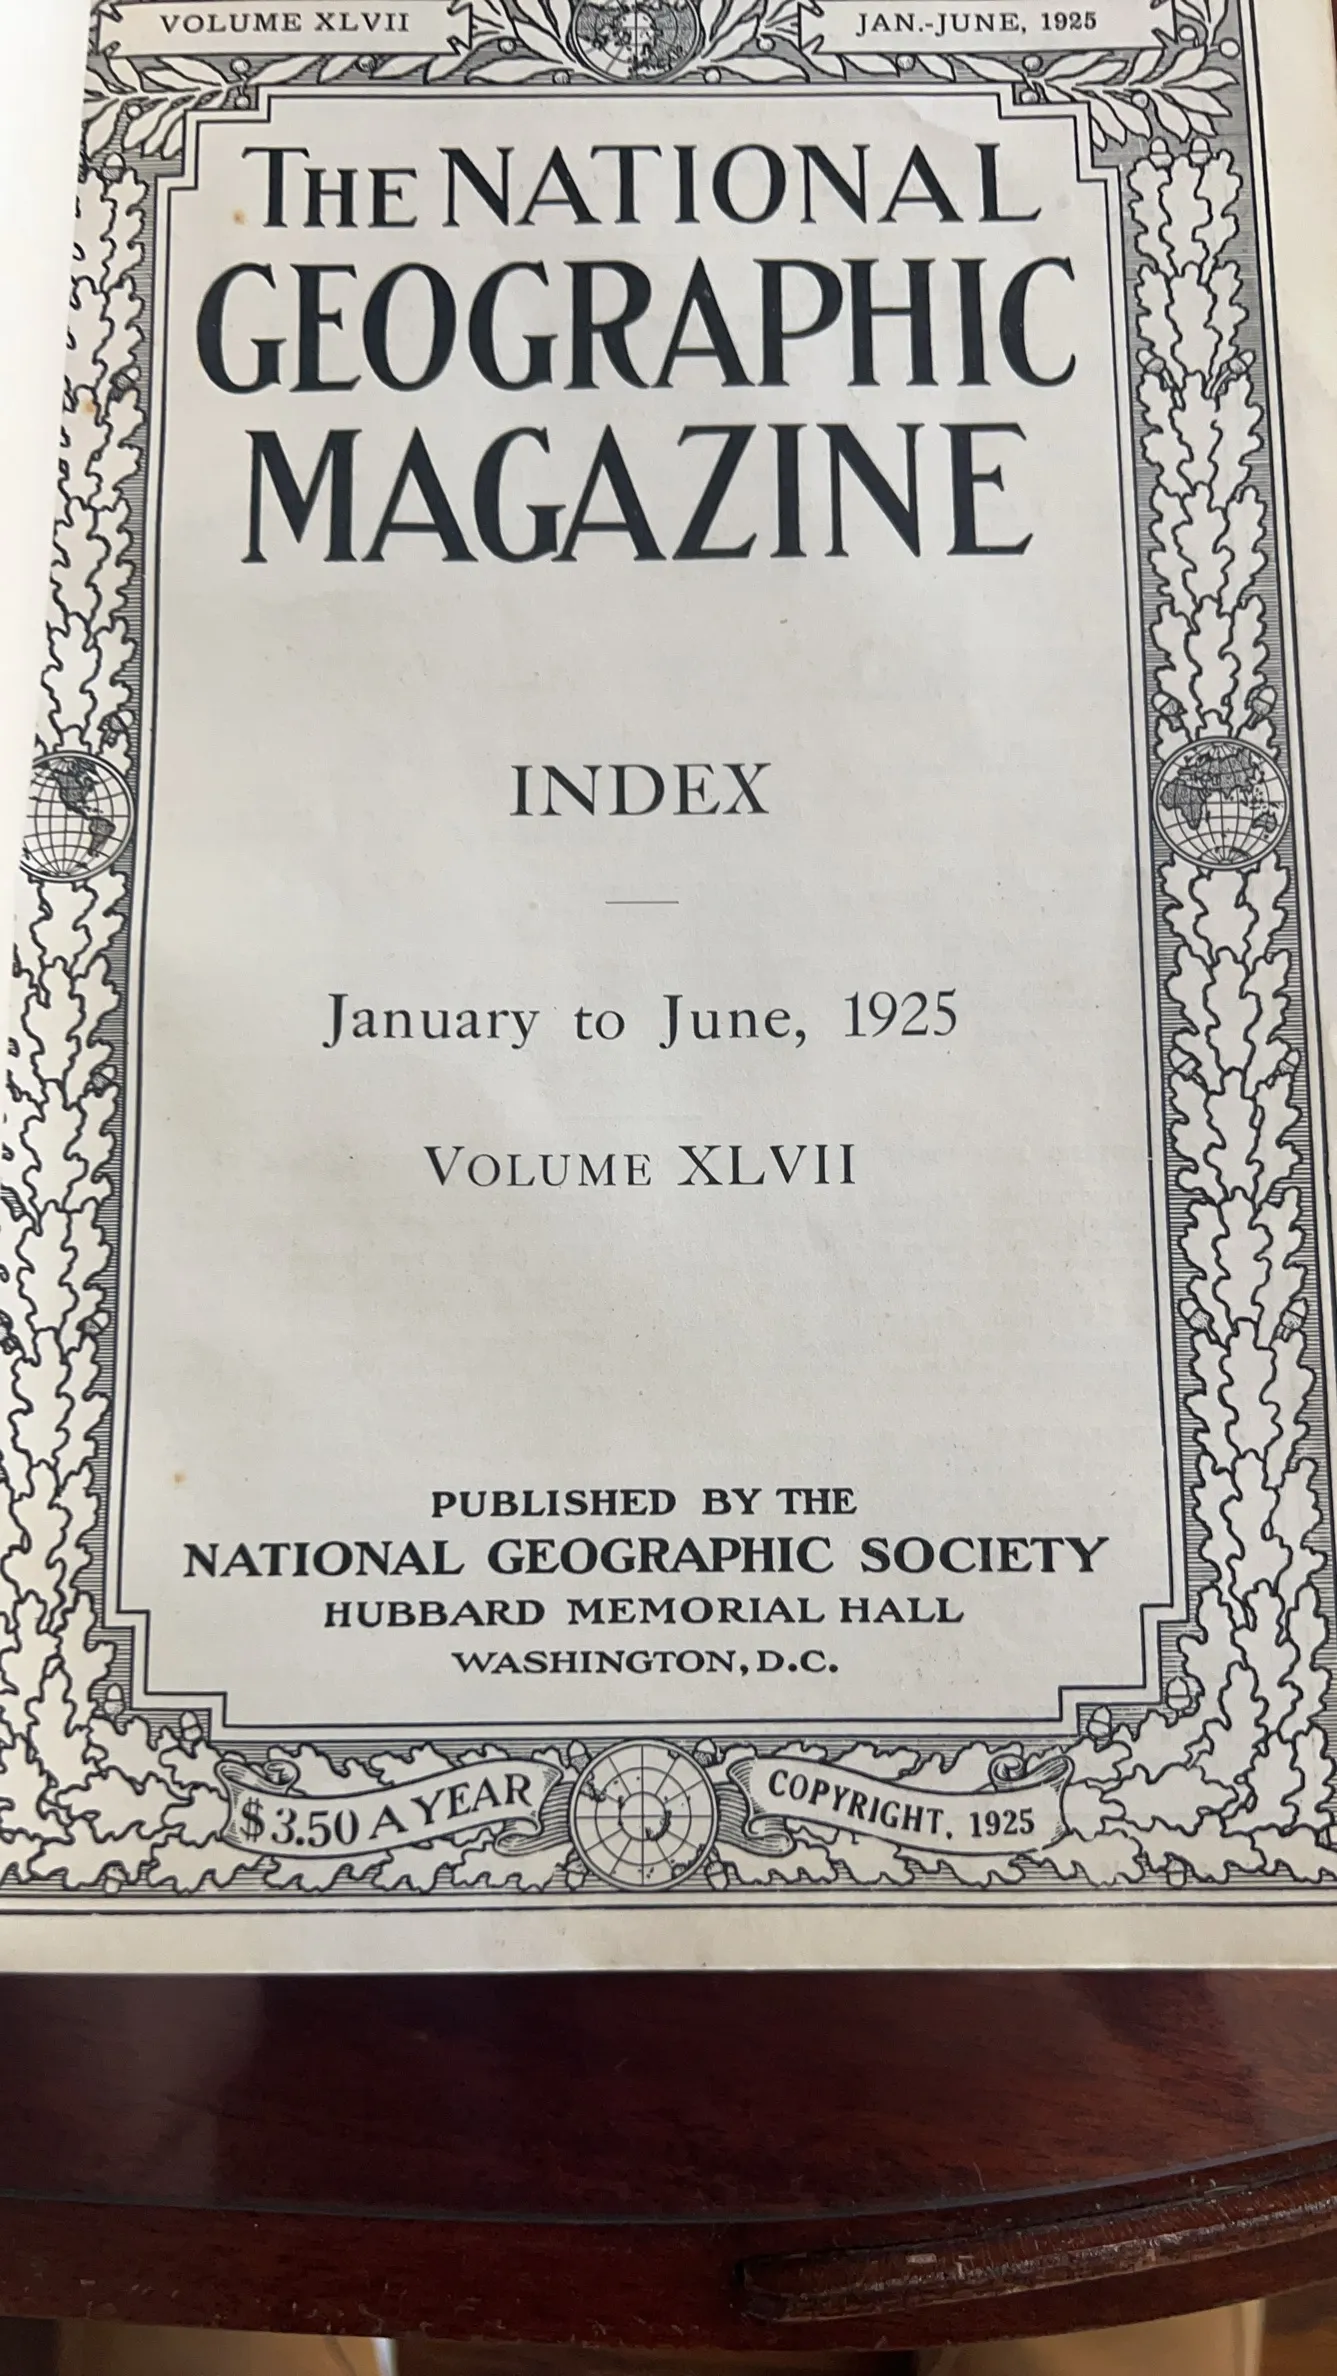 VOLUME XLVII
JAN.-JUNE, 1925
THE NATIONAL
GEOGRAPHIC
MAGAZINE
INDEX
January to June, 1925
VOLUME XLVII
PUBLISHED BY THE
NATIONAL GEOGRAPHIC SOCIETY
HUBBARD MEMORIAL HALL
WASHINGTON, D.C.
$3.50 A YEAR
COPYRIGHT, 1925